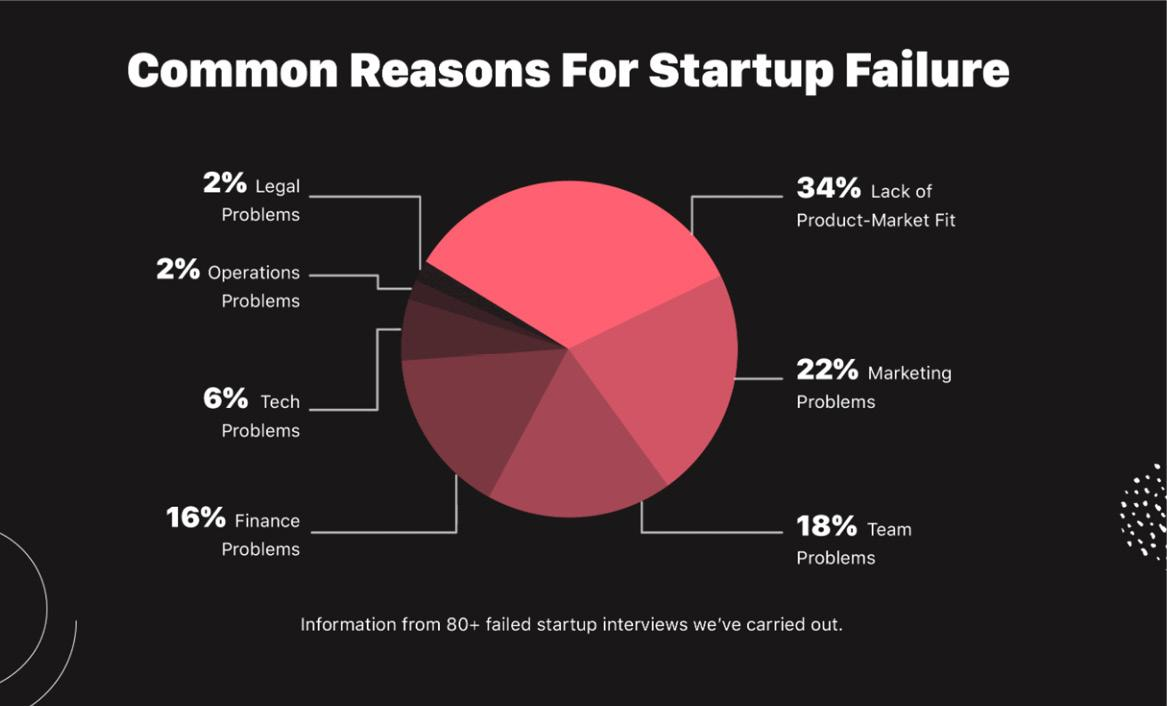 Common Reasons For Startup Failure
2% Legal
Problems
2% Operations
Problems
6% Tech
Problems
16% Finance
Problems
34% Lack of
Product-Market Fit
22% Marketing
Problems
18% Team
Problems
Information from 80+ failed startup interviews we’ve carried out.